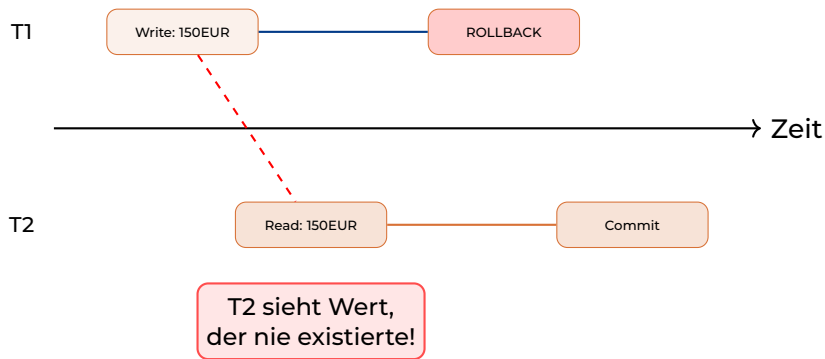 T1
Write: 150EUR
ROLLBACK
Zeit
T2
Read: 150EUR
Commit
T2 sieht Wert,
der nie existierte!